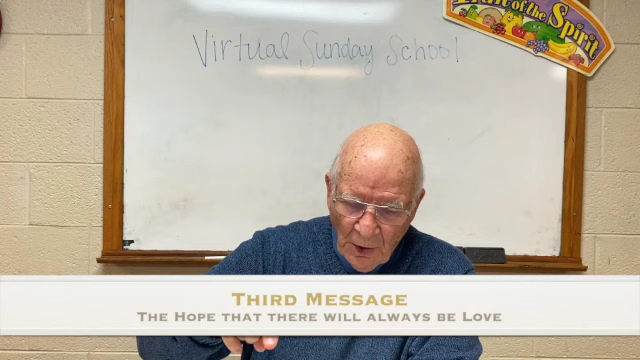 Fruit of the Spirit
Virtual Sunday School
Third Message
The Hope that there will always be Love